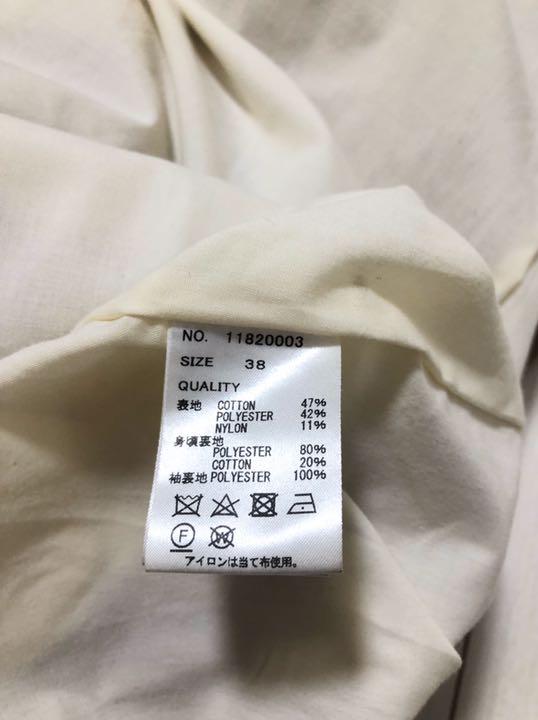 NO. 11820003
SIZE 38
QUALITY
表地 COTTON 47%
POLYESTER 42%
NYLON 11%
身頃裏地
POLYESTER 80%
COTTON 20%
袖裏地 POLYESTER 100%
F W
アイロンは当て布使用。